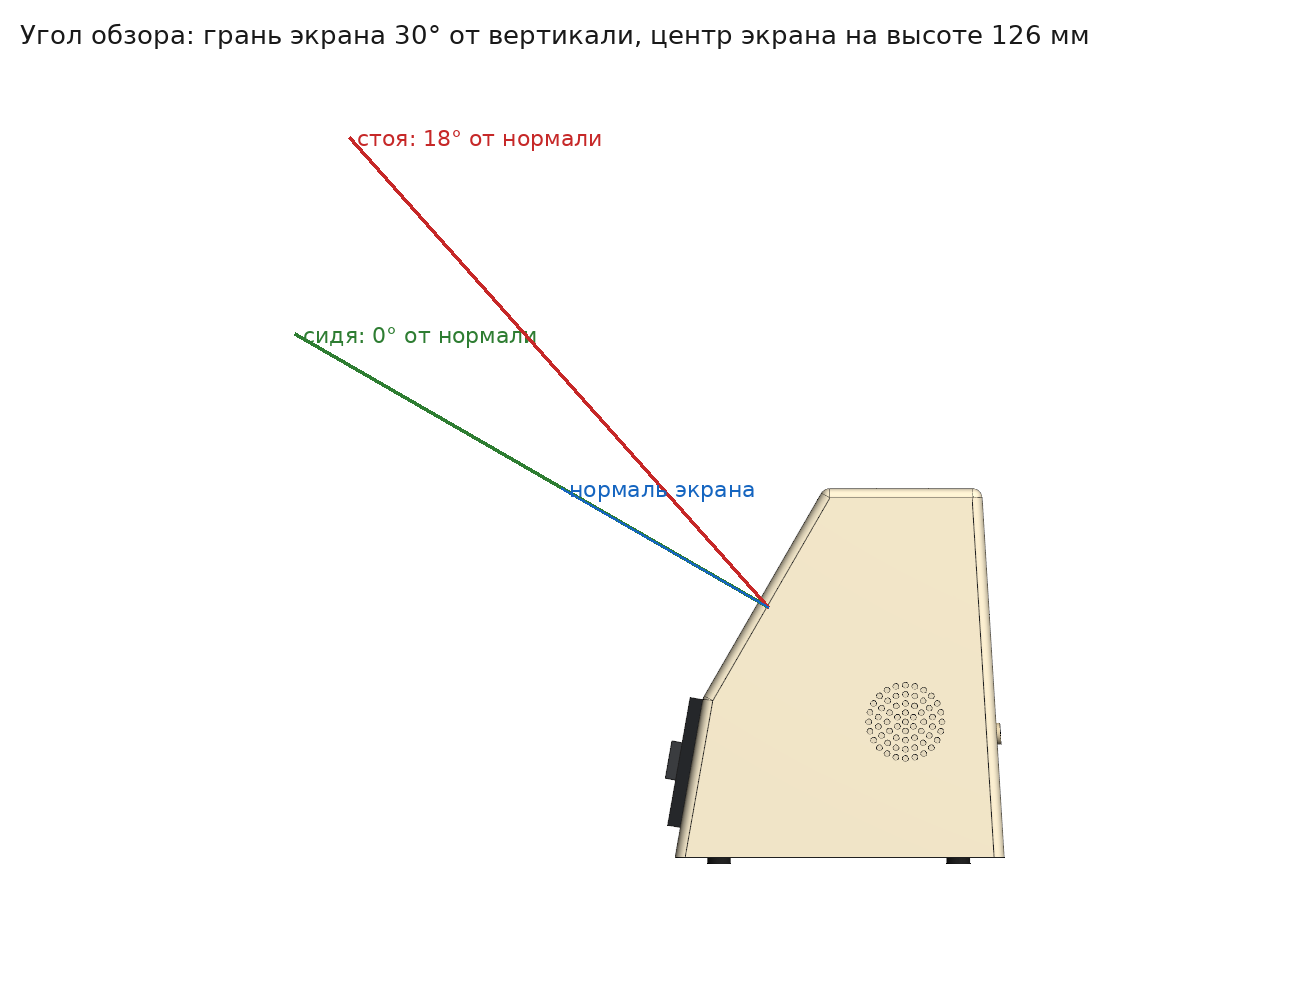 Угол обзора: грань экрана 30° от вертикали, центр экрана на высоте 126 мм
стоя: 18° от нормали
сидя: 0° от нормали
нормаль экрана